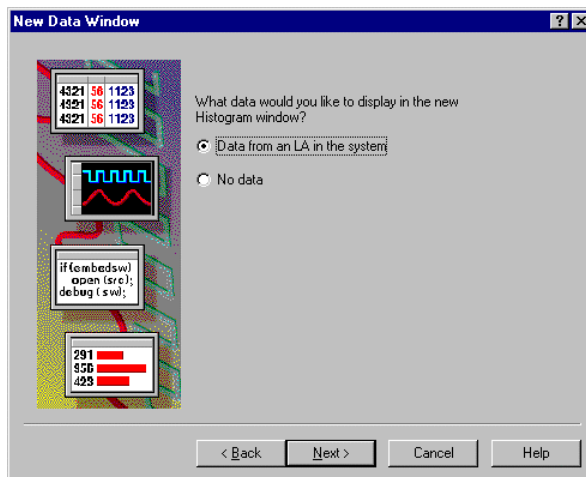 New Data Window
4321 56 1123
4321 56 1123
4321 56 1123
What data would you like to display in the new
Histogram window?
Data from an LA in the system
No data
if(embedsw)
open (src);
debug ( sw);
291
956
423
< Back
Next >
Cancel
Help